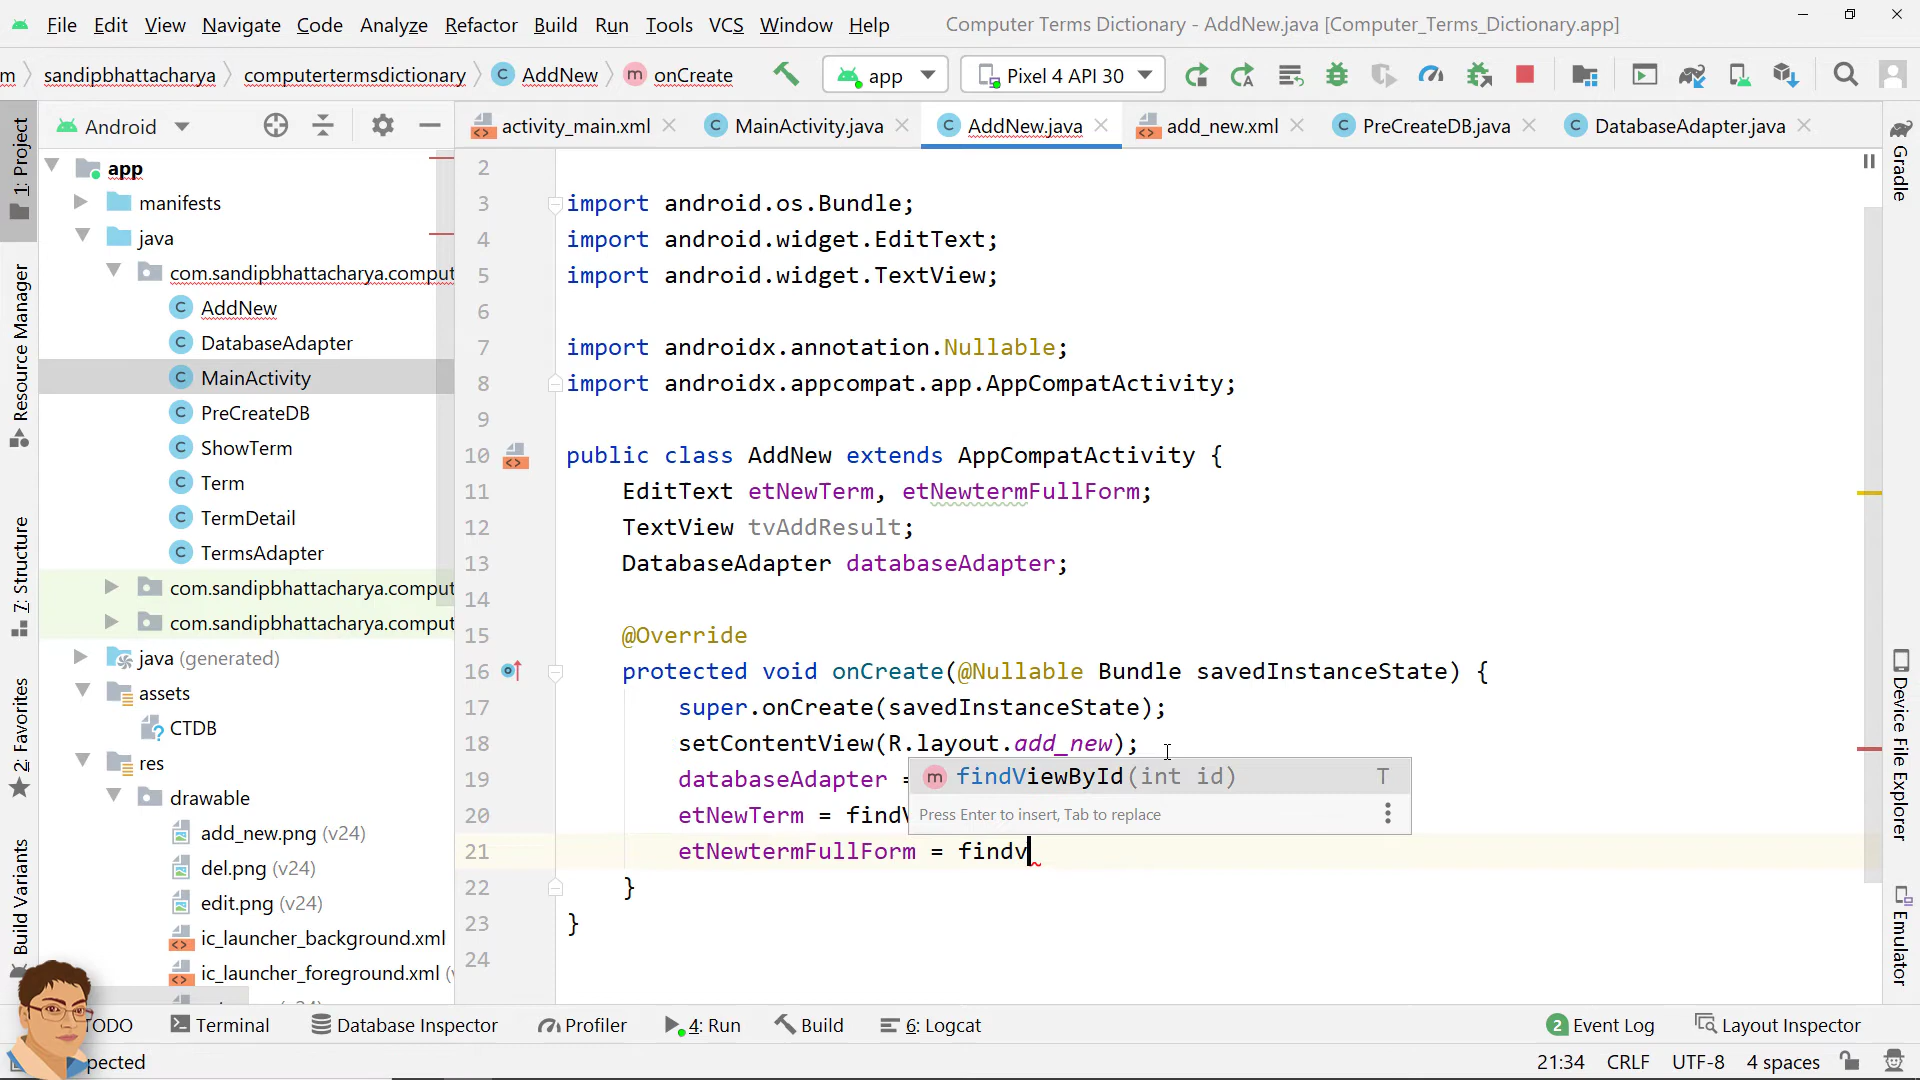 File Edit View Navigate Code Analyze Refactor Build Run Tools VCS Window Help Computer Terms Dictionary - AddNew.java [Computer_Terms_Dictionary.app]
m sandipbhattacharya computertermsdictionary C AddNew m onCreate app Pixel 4 API 30
Android
activity_main.xml MainActivity.java AddNew.java add_new.xml PreCreateDB.java DatabaseAdapter.java
1: Project
Resource Manager
7: Structure
2: Favorites
Build Variants
app
manifests
java
com.sandipbhattacharya.comput
AddNew
DatabaseAdapter
MainActivity
PreCreateDB
ShowTerm
Term
TermDetail
TermsAdapter
com.sandipbhattacharya.comput
com.sandipbhattacharya.comput
java (generated)
assets
CTDB
res
drawable
add_new.png (v24)
del.png (v24)
edit.png (v24)
ic_launcher_background.xml
ic_launcher_foreground.xml (v
2
3 import android.os.Bundle;
4 import android.widget.EditText;
5 import android.widget.TextView;
6
7 import androidx.annotation.Nullable;
8 import androidx.appcompat.app.AppCompatActivity;
9
10 public class AddNew extends AppCompatActivity {
11 EditText etNewTerm, etNewtermFullForm;
12 TextView tvAddResult;
13 DatabaseAdapter databaseAdapter;
14
15 @Override
16 protected void onCreate(@Nullable Bundle savedInstanceState) {
17 super.onCreate(savedInstanceState);
18 setContentView(R.layout.add_new);
19 databaseAdapter =
20 etNewTerm = findV
21 etNewtermFullForm = findv
22 }
23 }
24
m findViewById(int id) T
Press Enter to insert, Tab to replace
Gradle
Device File Explorer
Emulator
TODO Terminal Database Inspector Profiler 4: Run Build 6: Logcat 2 Event Log Layout Inspector
pected 21:34 CRLF UTF-8 4 spaces